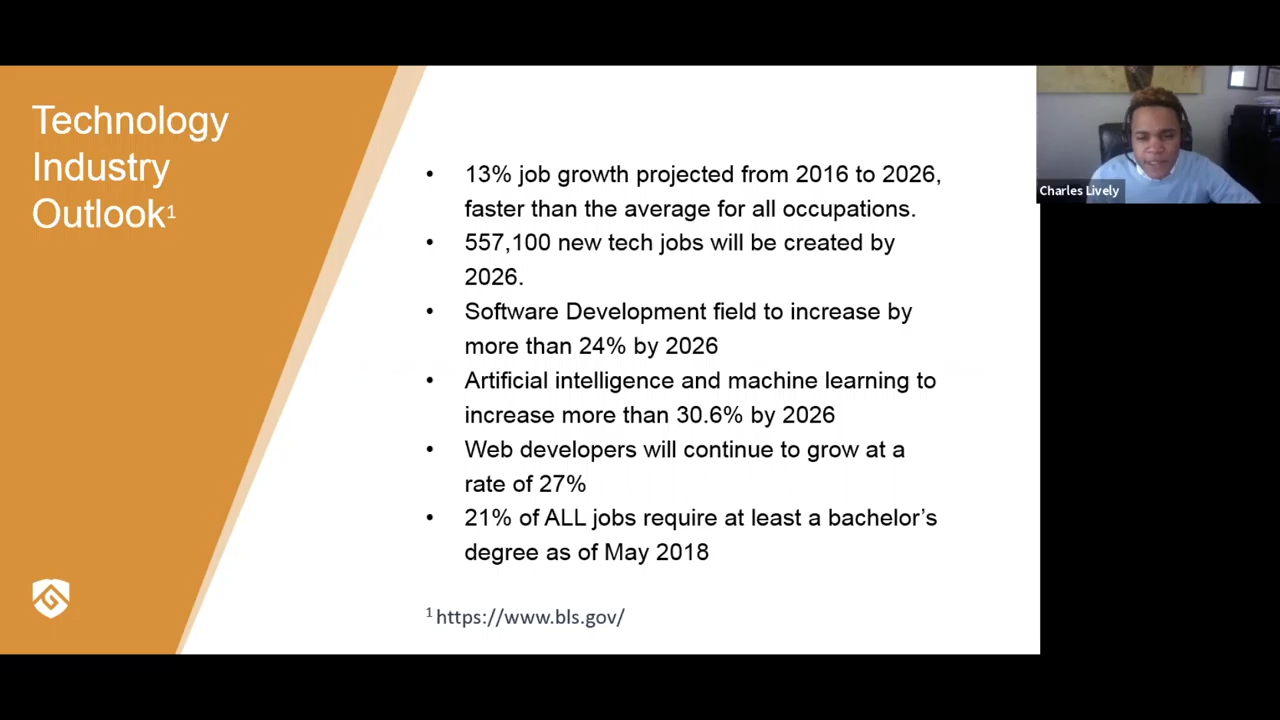 Technology
Industry
Outlook1
• 13% job growth projected from 2016 to 2026,
faster than the average for all occupations.
• 557,100 new tech jobs will be created by
2026.
• Software Development field to increase by
more than 24% by 2026
• Artificial intelligence and machine learning to
increase more than 30.6% by 2026
• Web developers will continue to grow at a
rate of 27%
• 21% of ALL jobs require at least a bachelor’s
degree as of May 2018
1 https://www.bls.gov/
Charles Lively